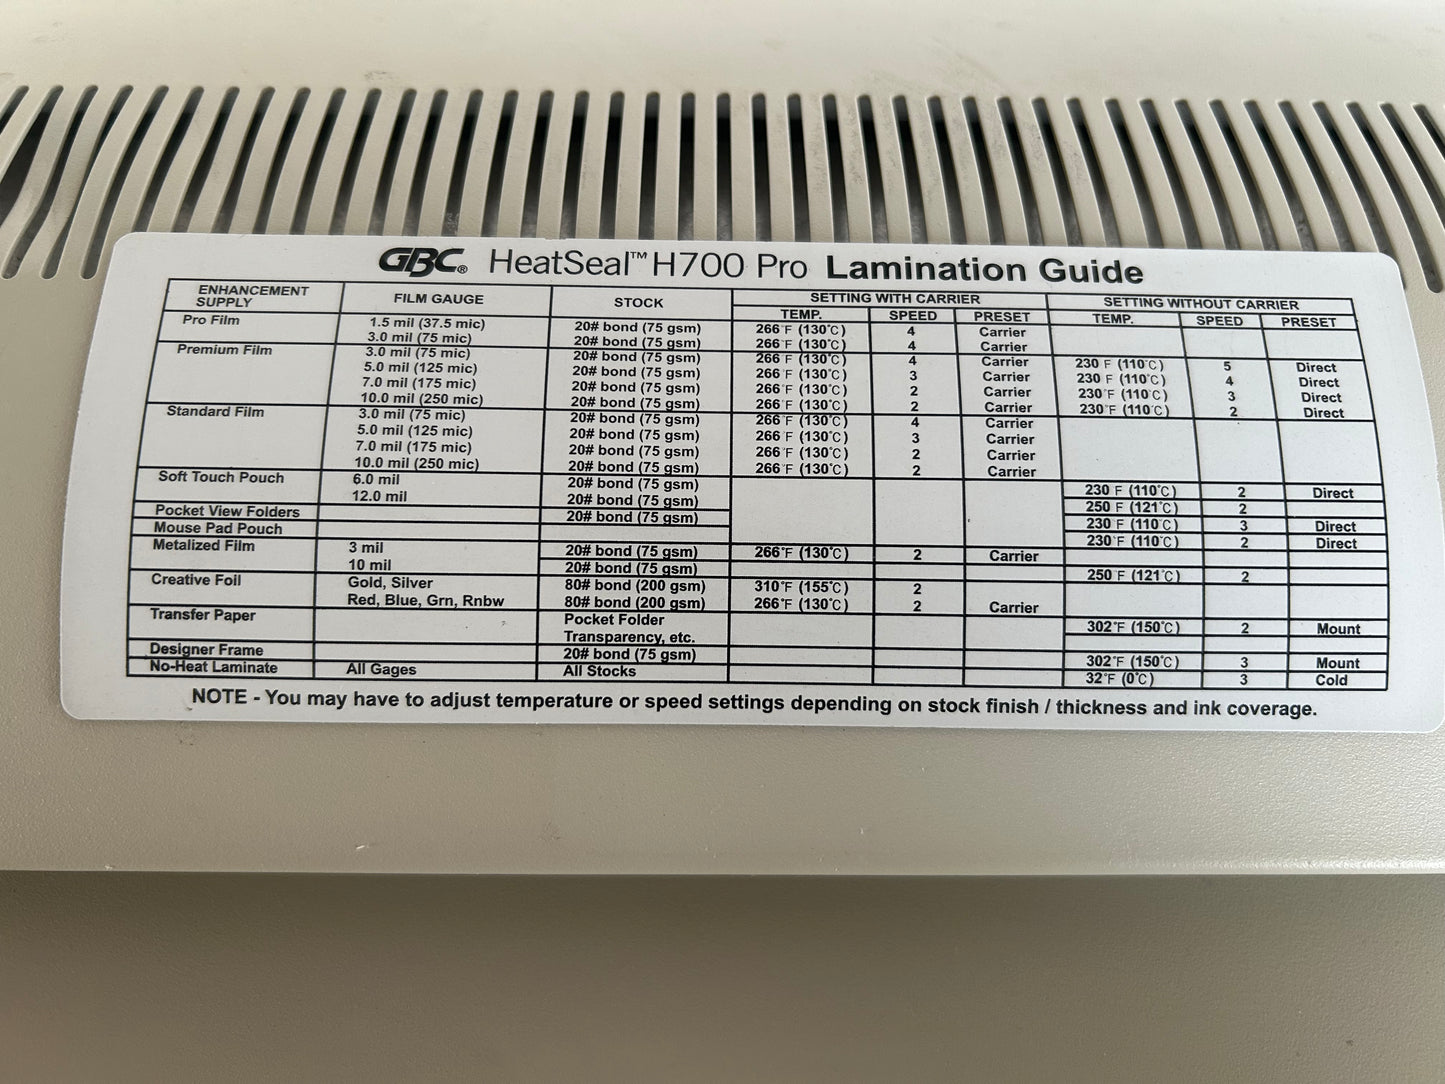 GBC® HeatSeal™ H700 Pro Lamination Guide
ENHANCEMENT SUPPLY FILM GAUGE STOCK SETTING WITH CARRIER SETTING WITHOUT CARRIER
TEMP. SPEED PRESET TEMP. SPEED PRESET
Pro Film 1.5 mil (37.5 mic) 20# bond (75 gsm) 266°F (130°C) 4 Carrier
3.0 mil (75 mic) 20# bond (75 gsm) 266°F (130°C) 4 Carrier
Premium Film 3.0 mil (75 mic) 20# bond (75 gsm) 266°F (130°C) 4 Carrier 230°F (110°C) 5 Direct
5.0 mil (125 mic) 20# bond (75 gsm) 266°F (130°C) 3 Carrier 230°F (110°C) 4 Direct
7.0 mil (175 mic) 20# bond (75 gsm) 266°F (130°C) 2 Carrier 230°F (110°C) 3 Direct
10.0 mil (250 mic) 20# bond (75 gsm) 266°F (130°C) 2 Carrier 230°F (110°C) 2 Direct
Standard Film 3.0 mil (75 mic) 20# bond (75 gsm) 266°F (130°C) 4 Carrier
5.0 mil (125 mic) 20# bond (75 gsm) 266°F (130°C) 3 Carrier
7.0 mil (175 mic) 20# bond (75 gsm) 266°F (130°C) 2 Carrier
10.0 mil (250 mic) 20# bond (75 gsm) 266°F (130°C) 2 Carrier
Soft Touch Pouch 6.0 mil 20# bond (75 gsm) 230°F (110°C) 2 Direct
12.0 mil 20# bond (75 gsm) 250°F (121°C) 2
Pocket View Folders 20# bond (75 gsm) 230°F (110°C) 3 Direct
Mouse Pad Pouch 230°F (110°C) 2 Direct
Metalized Film 3 mil 20# bond (75 gsm) 266°F (130°C) 2 Carrier
10 mil 20# bond (75 gsm) 250°F (121°C) 2
Creative Foil Gold, Silver 80# bond (200 gsm) 310°F (155°C) 2
Red, Blue, Grn, Rnbw 80# bond (200 gsm) 266°F (130°C) 2 Carrier
Transfer Paper Pocket Folder 302°F (150°C) 2 Mount
Transparency, etc.
Designer Frame 20# bond (75 gsm) 302°F (150°C) 3 Mount
No-Heat Laminate All Gages All Stocks 32°F (0°C) 3 Cold
NOTE - You may have to adjust temperature or speed settings depending on stock finish / thickness and ink coverage.